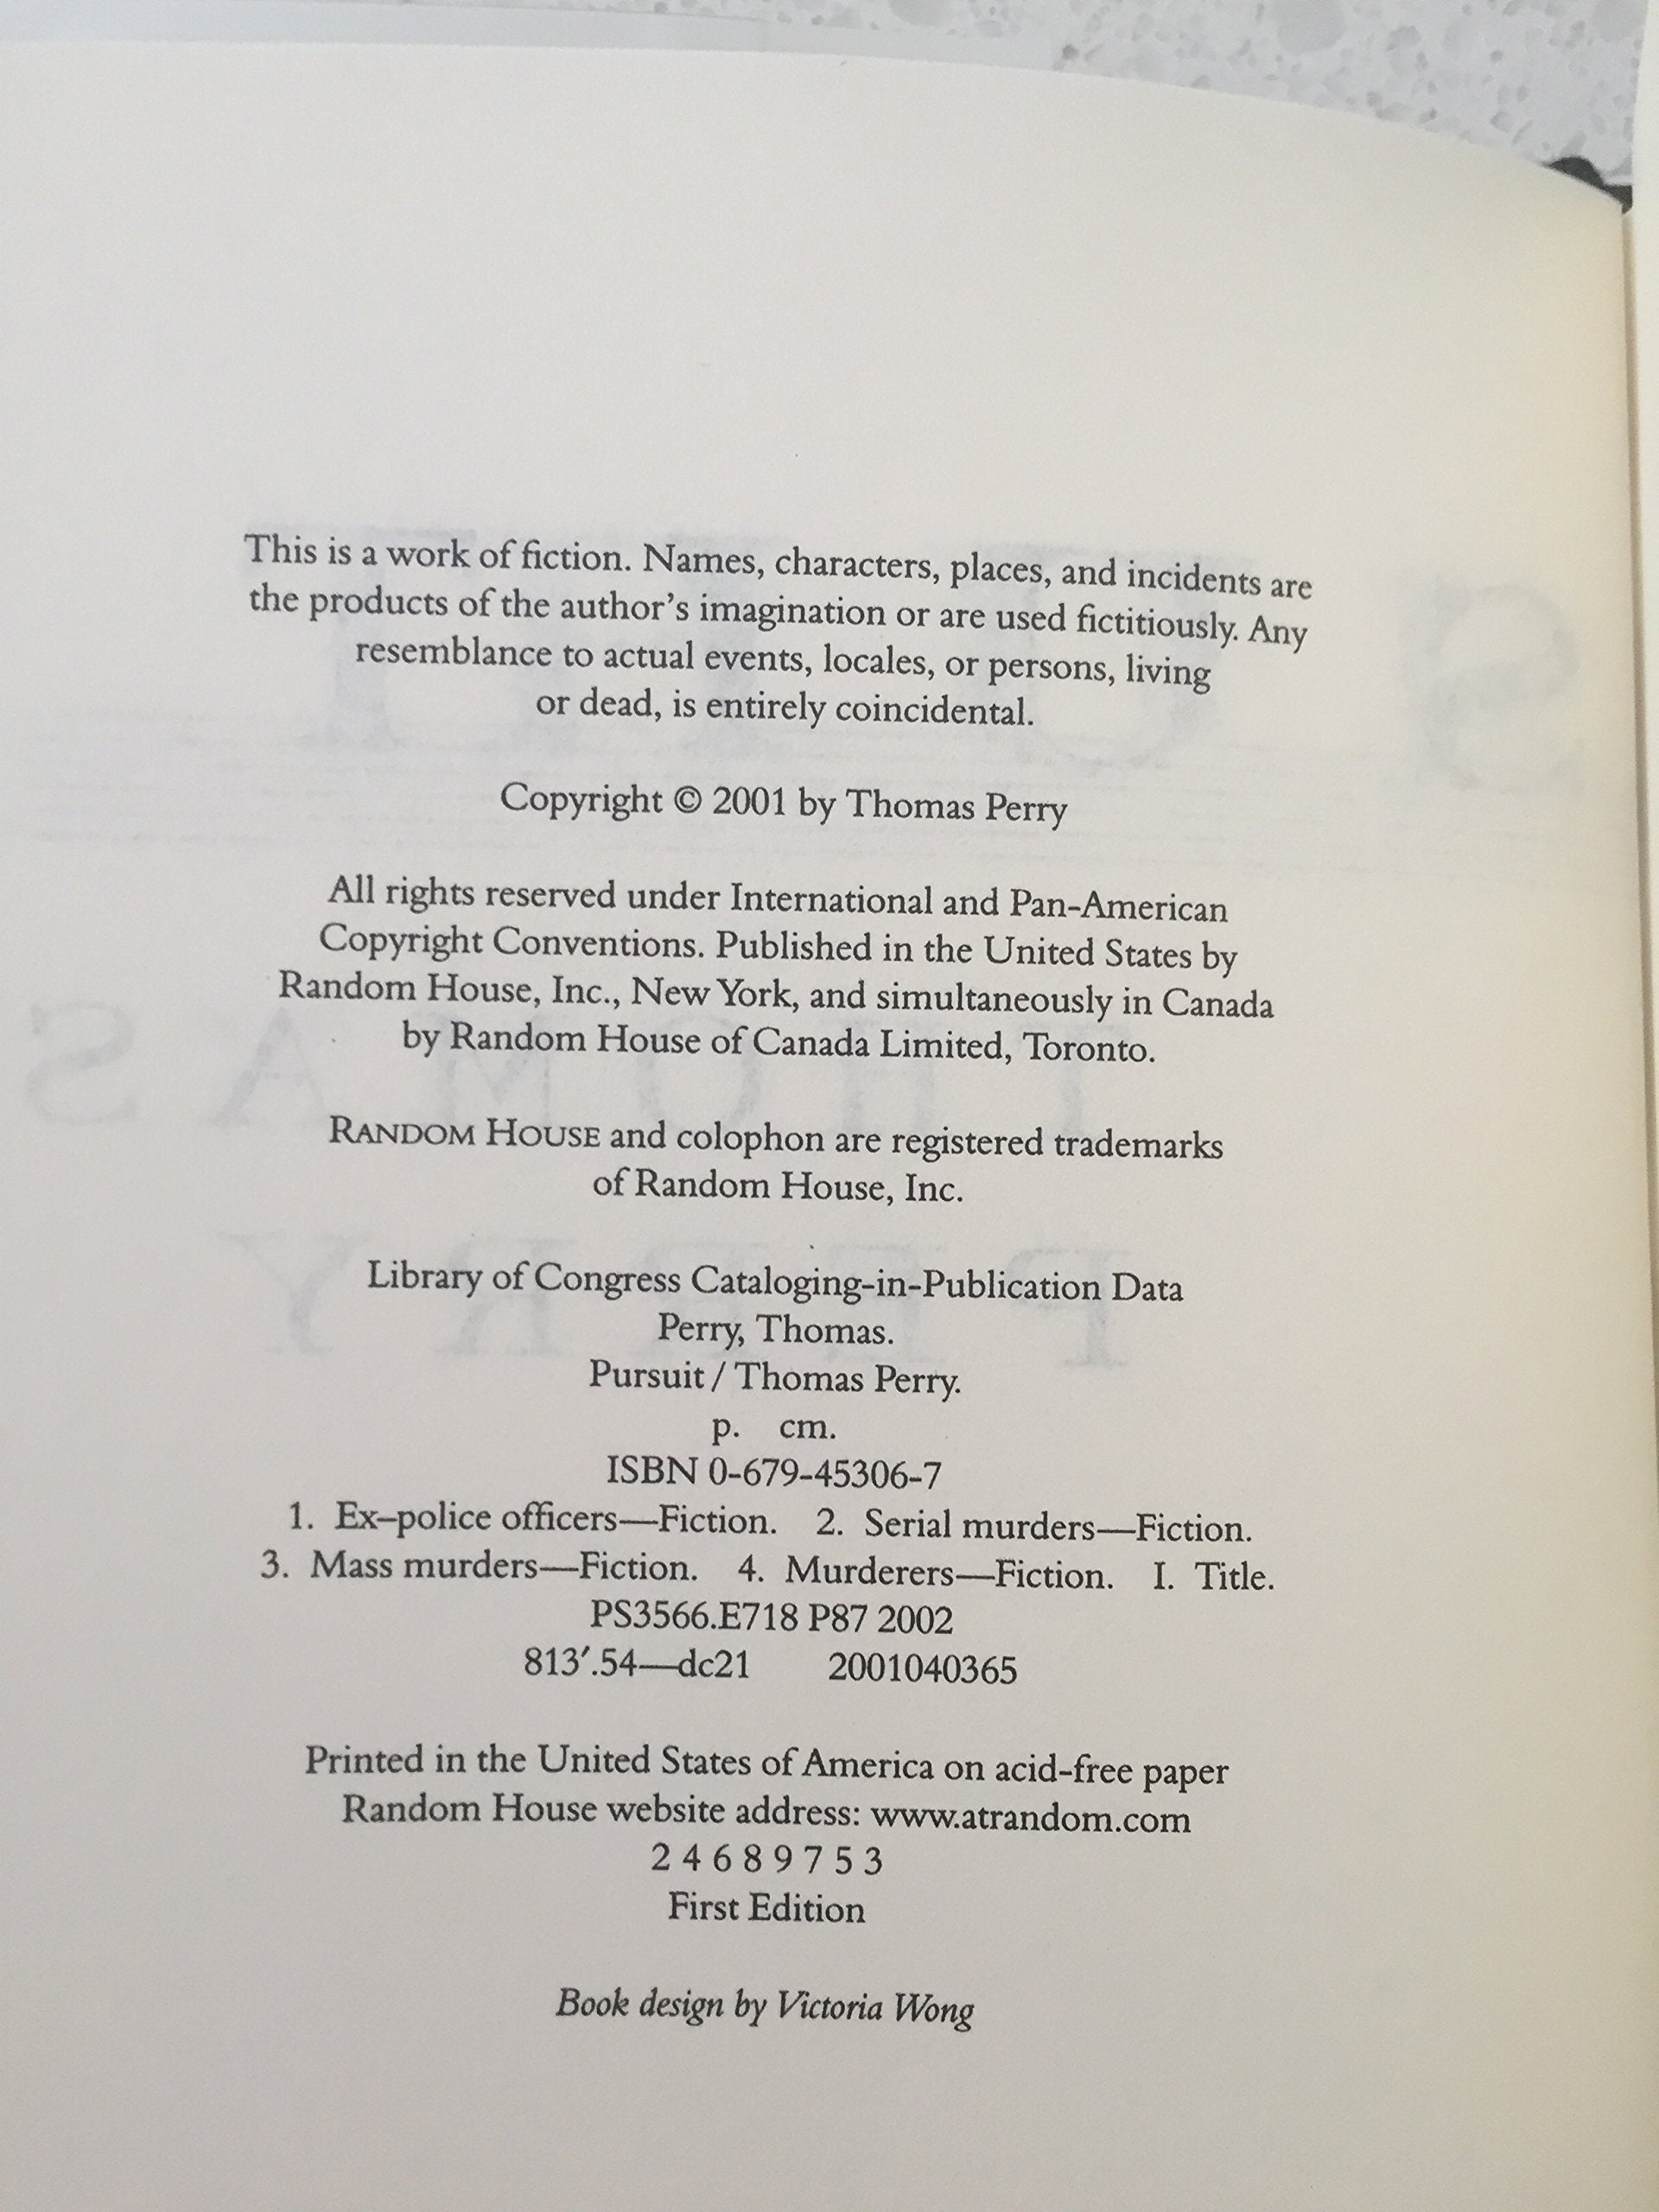 This is a work of fiction. Names, characters, places, and incidents are
the products of the author's imagination or are used fictitiously. Any
resemblance to actual events, locales, or persons, living
or dead, is entirely coincidental.
Copyright © 2001 by Thomas Perry
All rights reserved under International and Pan-American
Copyright Conventions. Published in the United States by
Random House, Inc., New York, and simultaneously in Canada
by Random House of Canada Limited, Toronto.
RANDOM HOUSE and colophon are registered trademarks
of Random House, Inc.
Library of Congress Cataloging-in-Publication Data
Perry, Thomas.
Pursuit / Thomas Perry.
p. cm.
ISBN 0-679-45306-7
1. Ex–police officers—Fiction. 2. Serial murders—Fiction.
3. Mass murders—Fiction. 4. Murderers—Fiction. I. Title.
PS3566.E718 P87 2002
813′.54—dc21 2001040365
Printed in the United States of America on acid-free paper
Random House website address: www.atrandom.com
2 4 6 8 9 7 5 3
First Edition
Book design by Victoria Wong